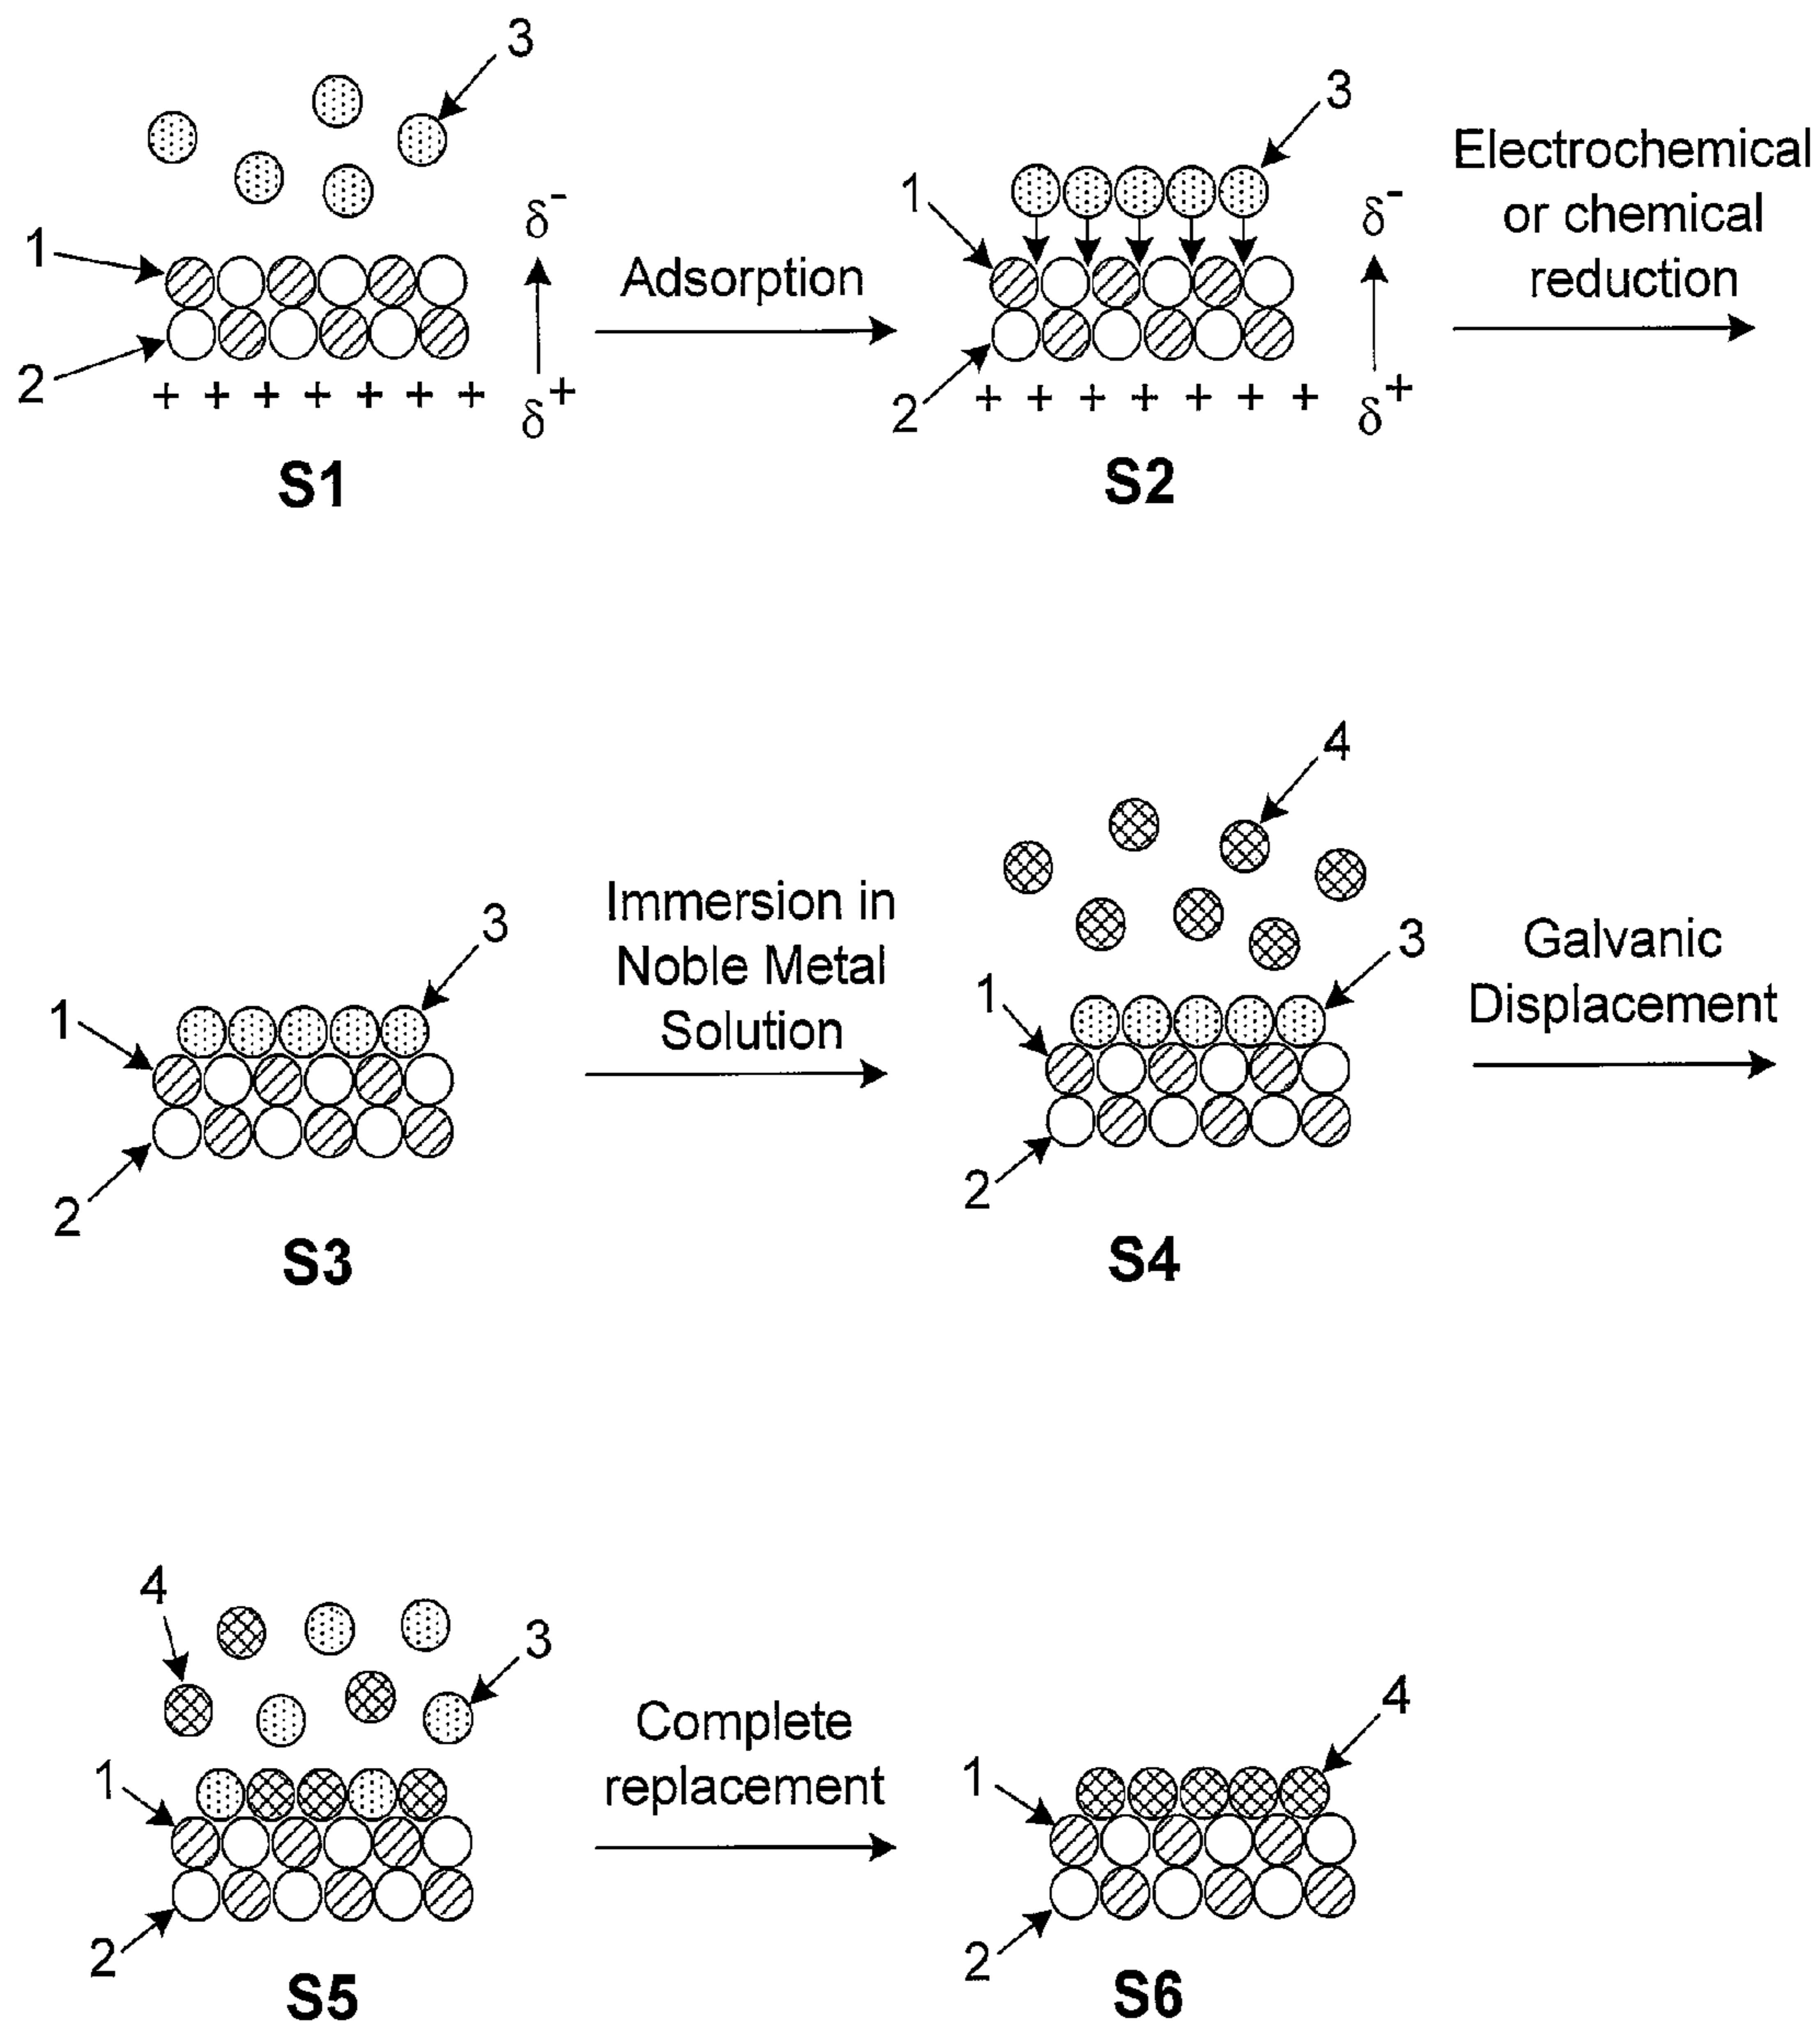 3
1
2
δ⁻
δ⁺
+ + + + + + +
S1
Adsorption
3
1
2
δ⁻
δ⁺
+ + + + + + +
S2
Electrochemical
or chemical
reduction
3
1
2
S3
Immersion in
Noble Metal
Solution
4
3
1
2
S4
Galvanic
Displacement
4
3
1
2
S5
Complete
replacement
4
1
2
S6